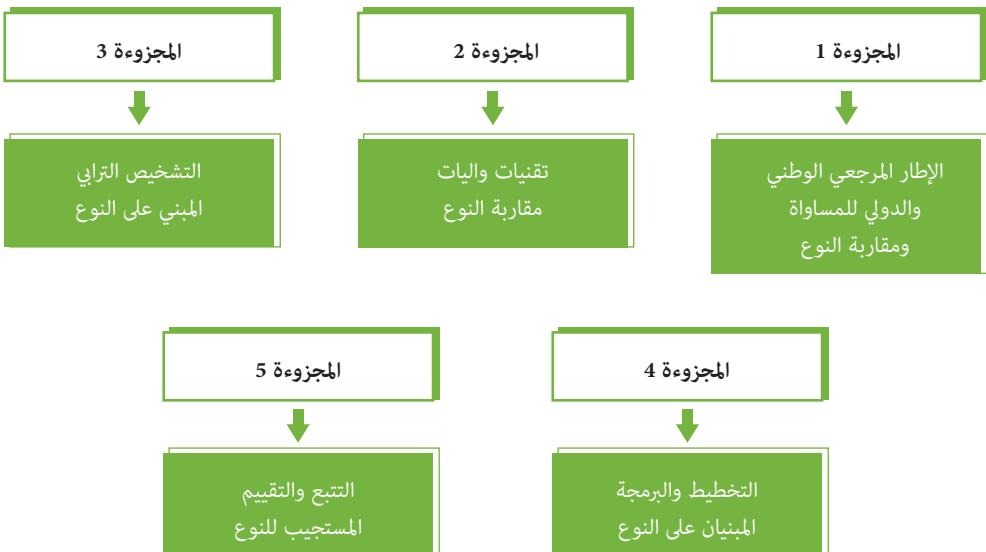 المجزوءة 1
الإطار المرجعي الوطني
والدولي للمساواة
ومقاربة النوع
المجزوءة 2
تقنيات واليات
مقاربة النوع
المجزوءة 3
التشخيص الترابي
المبني على النوع
المجزوءة 4
التخطيط والبرمجة
المبنيان على النوع
المجزوءة 5
التتبع والتقييم
المستجيب للنوع